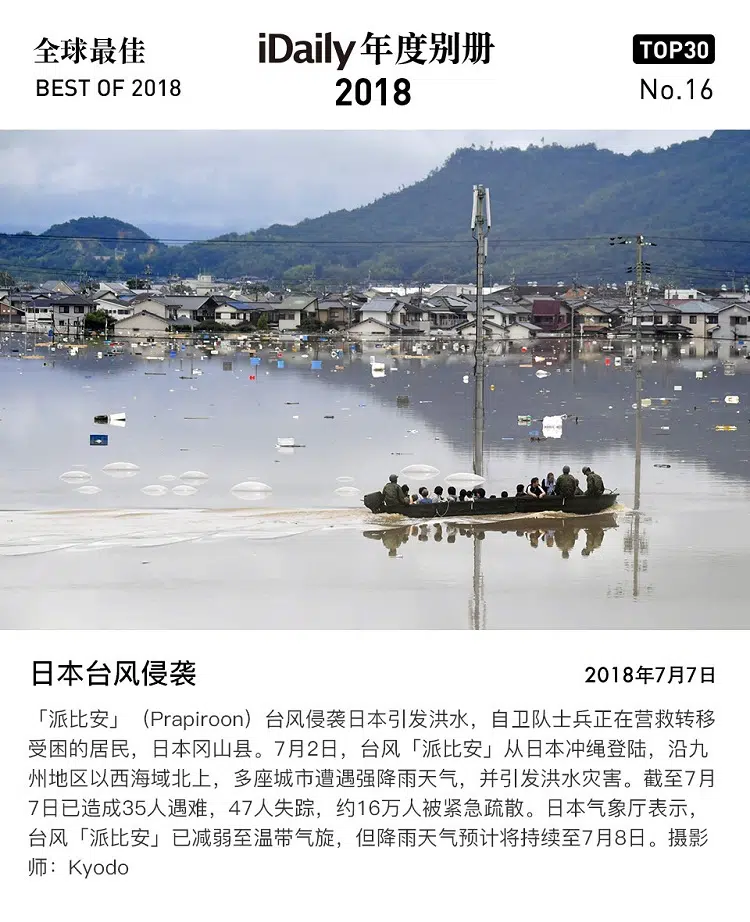 全球最佳
BEST OF 2018
iDaily 年度别册
2018
TOP30
No.16
日本台风侵袭
2018年7月7日
「派比安」（Prapiroon）台风侵袭日本引发洪水，自卫队士兵正在营救转移
受困的居民，日本冈山县。7月2日，台风「派比安」从日本冲绳登陆，沿九
州地区以西海域北上，多座城市遭遇强降雨天气，并引发洪水灾害。截至7月
7日已造成35人遇难，47人失踪，约16万人被紧急疏散。日本气象厅表示，
台风「派比安」已减弱至温带气旋，但降雨天气预计将持续至7月8日。摄影
师：Kyodo